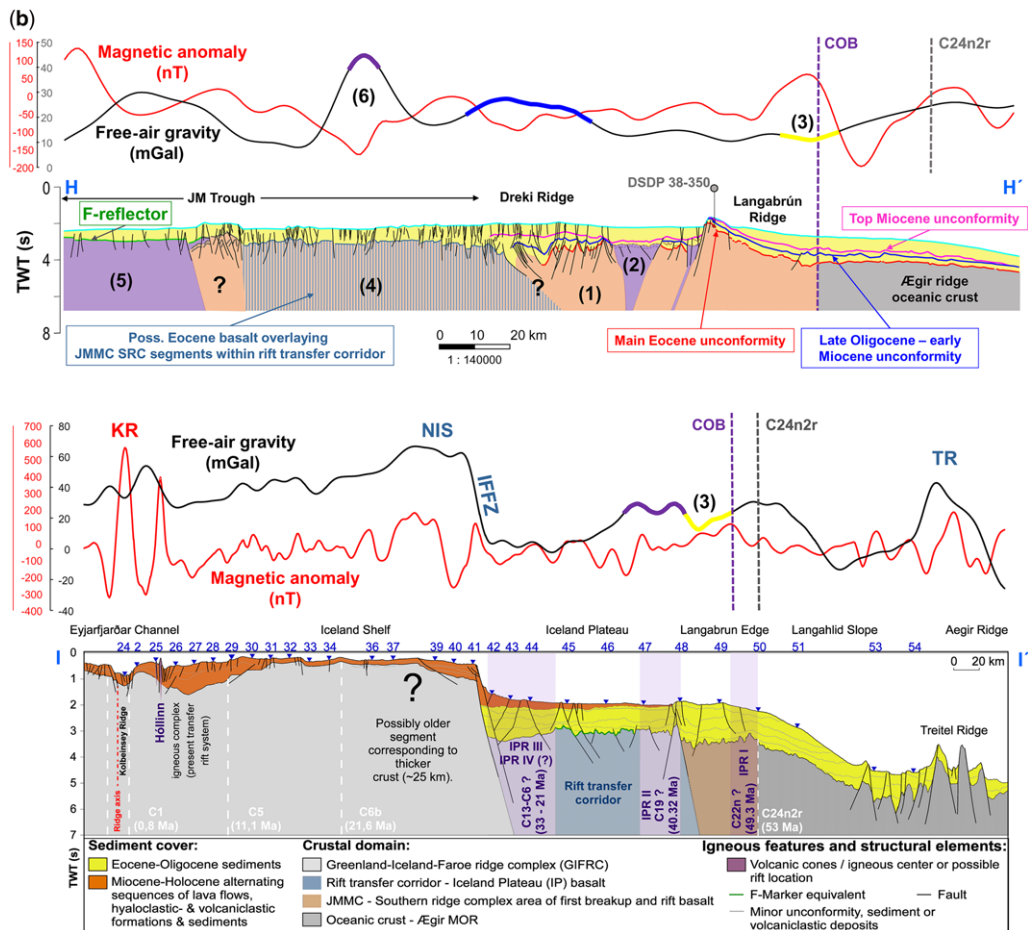 (b)
COB
C24n2r
150
100
50
0
-50
-100
-150
-200
50
40
30
20
10
0
Magnetic anomaly
(nT)
Free-air gravity
(mGal)
(6)
(3)
H
H´
DSDP 38-350
JM Trough
Dreki Ridge
Langabrún
Ridge
F-reflector
Top Miocene unconformity
TWT (s)
0
4
8
(5)
?
(4)
?
(1)
(2)
Ægir ridge
oceanic crust
Poss. Eocene basalt overlaying
JMMC SRC segments within rift transfer corridor
0 10 20 km
1 : 140000
Main Eocene unconformity
Late Oligocene – early
Miocene unconformity
700
600
500
400
300
200
100
0
-100
-200
-300
-400
80
60
40
20
0
-20
-40
KR
Free-air gravity
(mGal)
NIS
IFFZ
COB
C24n2r
(3)
TR
Magnetic anomaly
(nT)
Eyjarfjarðar Channel
Iceland Shelf
Iceland Plateau
Langabrun Edge
Langahlid Slope
Aegir Ridge
24 2 25 26 27 28 29 30 31 32 33 34 36 37 39 40 41 42 43 44 45 46 47 48 49 50 51 53 54
I
I´
0 20 km
0
1
2
3
4
5
6
7
TWT (s)
Ridge axis
Kolbeinsey Ridge
Hóllinn
igneous complex
(present transfer
rift system)
?
Possibly older
segment
corresponding to
thicker
crust (~25 km).
C1
(0,8 Ma)
C5
(11,1 Ma)
C6b
(21,6 Ma)
IPR III
IPR IV (?)
C13-C6 ?
(33 - 21 Ma)
Rift transfer
corridor
IPR II
C19 ?
(40.32 Ma)
IPR I
C22n ?
(49.3 Ma)
C24n2r
(53 Ma)
Treitel Ridge
Sediment cover:
Eocene-Oligocene sediments
Miocene-Holocene alternating
sequences of lava flows,
hyaloclastic- & volcaniclastic
formations & sediments
Crustal domain:
Greenland-Iceland-Faroe ridge complex (GIFRC)
Rift transfer corridor - Iceland Plateau (IP) basalt
JMMC - Southern ridge complex area of first breakup and rift basalt
Oceanic crust - Ægir MOR
Igneous features and structural elements:
Volcanic cones / igneous center or possible
rift location
F-Marker equivalent
Fault
Minor unconformity, sediment or
volcaniclastic deposits